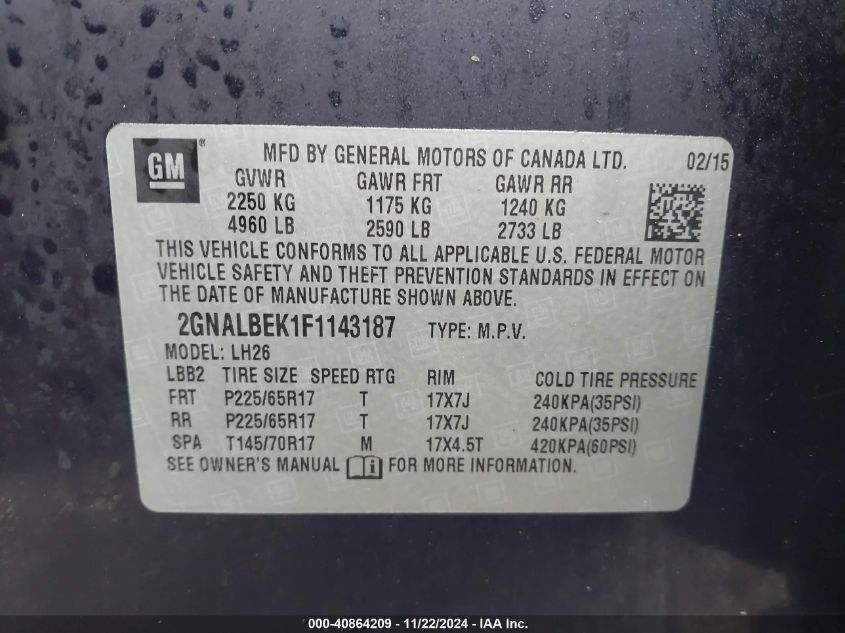 GM ® MFD BY GENERAL MOTORS OF CANADA LTD. 02/15
GVWR GAWR FRT GAWR RR
2250 KG 1175 KG 1240 KG
4960 LB 2590 LB 2733 LB
THIS VEHICLE CONFORMS TO ALL APPLICABLE U.S. FEDERAL MOTOR
VEHICLE SAFETY AND THEFT PREVENTION STANDARDS IN EFFECT ON
THE DATE OF MANUFACTURE SHOWN ABOVE.
2GNALBEK1F1143187 TYPE: M.P.V.
MODEL: LH26
LBB2 TIRE SIZE SPEED RTG RIM COLD TIRE PRESSURE
FRT P225/65R17 T 17X7J 240KPA(35PSI)
RR P225/65R17 T 17X7J 240KPA(35PSI)
SPA T145/70R17 M 17X4.5T 420KPA(60PSI)
SEE OWNER'S MANUAL FOR MORE INFORMATION.
000-40864209 - 11/22/2024 - IAA Inc.